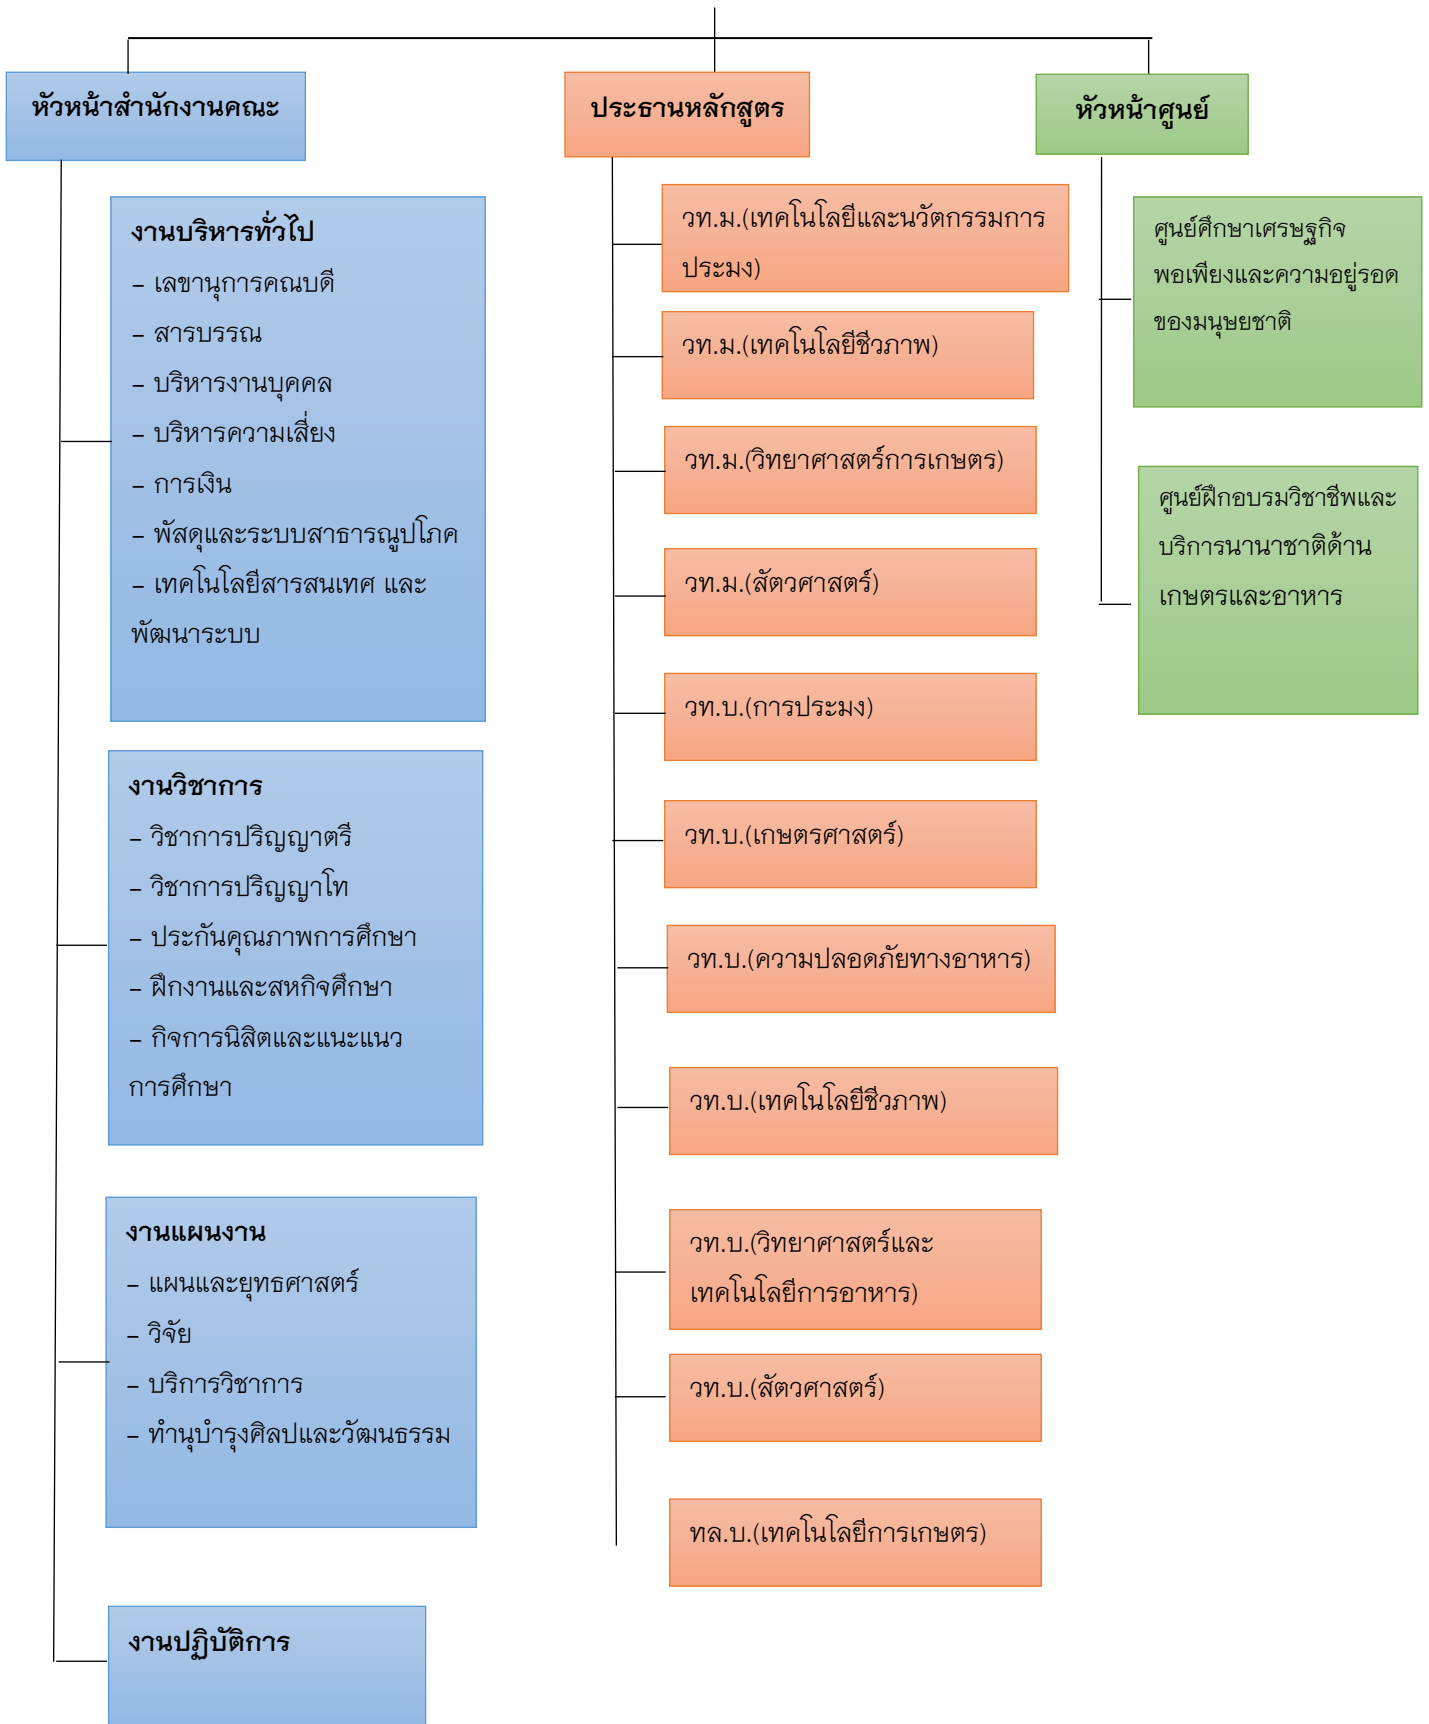 หัวหน้าสำนักงานคณะ
งานบริหารทั่วไป
- เลขานุการคณบดี
- สารบรรณ
- บริหารงานบุคคล
- บริหารความเสี่ยง
- การเงิน
- พัสดุและระบบสาธารณูปโภค
- เทคโนโลยีสารสนเทศ และ
พัฒนาระบบ
งานวิชาการ
- วิชาการปริญญาตรี
- วิชาการปริญญาโท
- ประกันคุณภาพการศึกษา
- ฝึกงานและสหกิจศึกษา
- กิจการนิสิตและแนะแนว
การศึกษา
งานแผนงาน
- แผนและยุทธศาสตร์
- วิจัย
- บริการวิชาการ
- ทำนุบำรุงศิลปและวัฒนธรรม
งานปฏิบัติการ
ประธานหลักสูตร
วท.ม.(เทคโนโลยีและนวัตกรรมการ
ประมง)
วท.ม.(เทคโนโลยีชีวภาพ)
วท.ม.(วิทยาศาสตร์การเกษตร)
วท.ม.(สัตวศาสตร์)
วท.บ.(การประมง)
วท.บ.(เกษตรศาสตร์)
วท.บ.(ความปลอดภัยทางอาหาร)
วท.บ.(เทคโนโลยีชีวภาพ)
วท.บ.(วิทยาศาสตร์และ
เทคโนโลยีการอาหาร)
วท.บ.(สัตวศาสตร์)
ทล.บ.(เทคโนโลยีการเกษตร)
หัวหน้าศูนย์
ศูนย์ศึกษาเศรษฐกิจ
พอเพียงและความอยู่รอด
ของมนุษยชาติ
ศูนย์ฝึกอบรมวิชาชีพและ
บริการนานาชาติด้าน
เกษตรและอาหาร